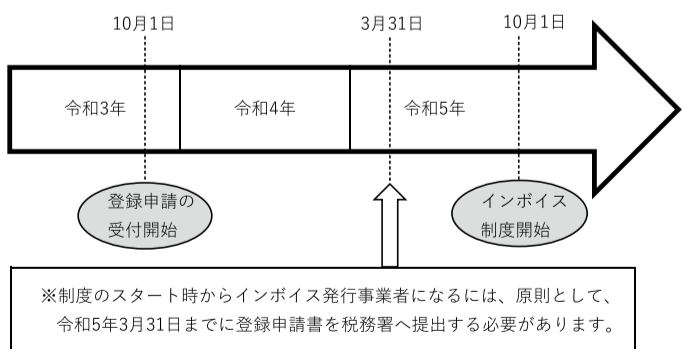 10月1日
3月31日
10月1日
令和3年
令和4年
令和5年
登録申請の
受付開始
インボイス
制度開始
※制度のスタート時からインボイス発行事業者になるには、原則として、
令和5年3月31日までに登録申請書を税務署へ提出する必要があります。